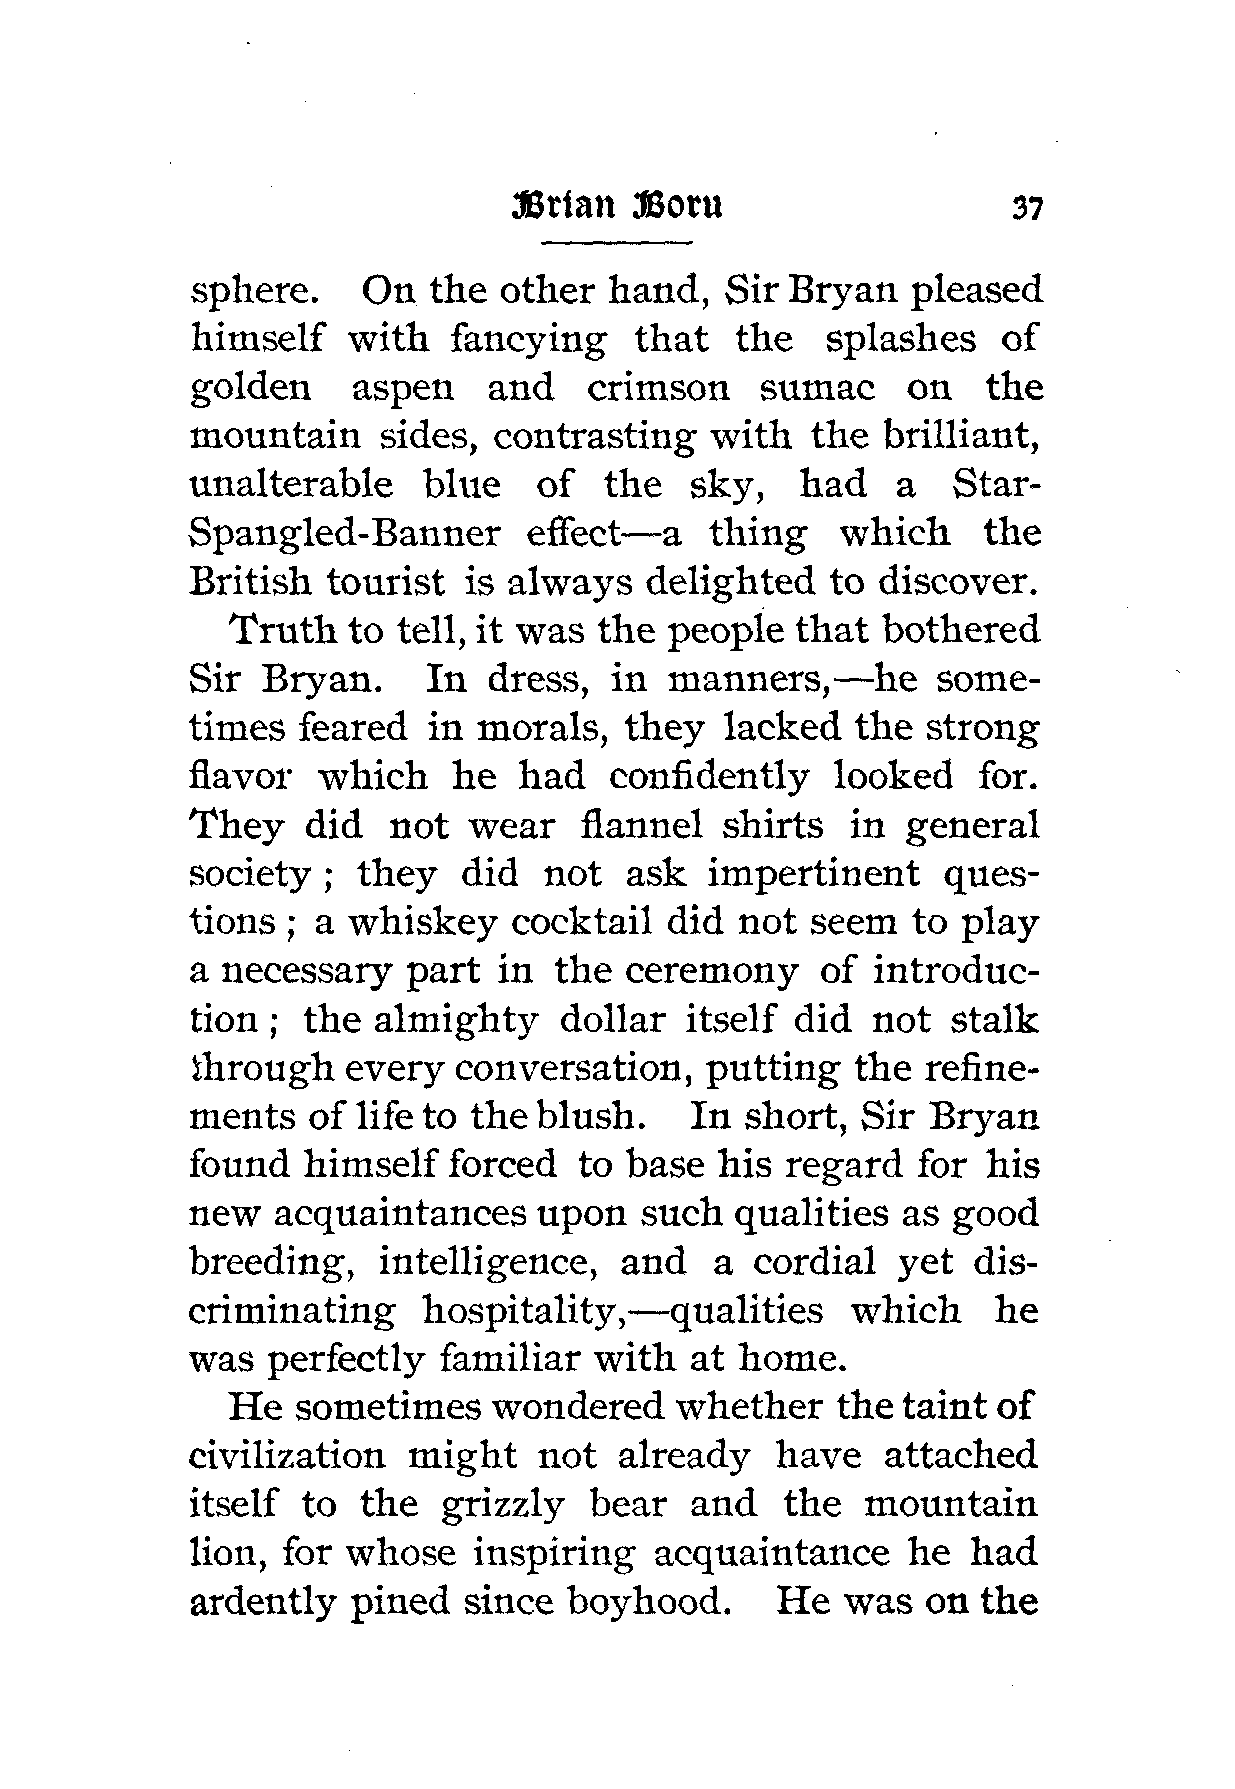 Brian Boru 37
sphere. On the other hand, Sir Bryan pleased
himself with fancying that the splashes of
golden aspen and crimson sumac on the
mountain sides, contrasting with the brilliant,
unalterable blue of the sky, had a Star-
Spangled-Banner effect—a thing which the
British tourist is always delighted to discover.
Truth to tell, it was the people that bothered
Sir Bryan. In dress, in manners,—he some-
times feared in morals, they lacked the strong
flavor which he had confidently looked for.
They did not wear flannel shirts in general
society ; they did not ask impertinent ques-
tions ; a whiskey cocktail did not seem to play
a necessary part in the ceremony of introduc-
tion ; the almighty dollar itself did not stalk
through every conversation, putting the refine-
ments of life to the blush. In short, Sir Bryan
found himself forced to base his regard for his
new acquaintances upon such qualities as good
breeding, intelligence, and a cordial yet dis-
criminating hospitality,—qualities which he
was perfectly familiar with at home.
He sometimes wondered whether the taint of
civilization might not already have attached
itself to the grizzly bear and the mountain
lion, for whose inspiring acquaintance he had
ardently pined since boyhood. He was on the